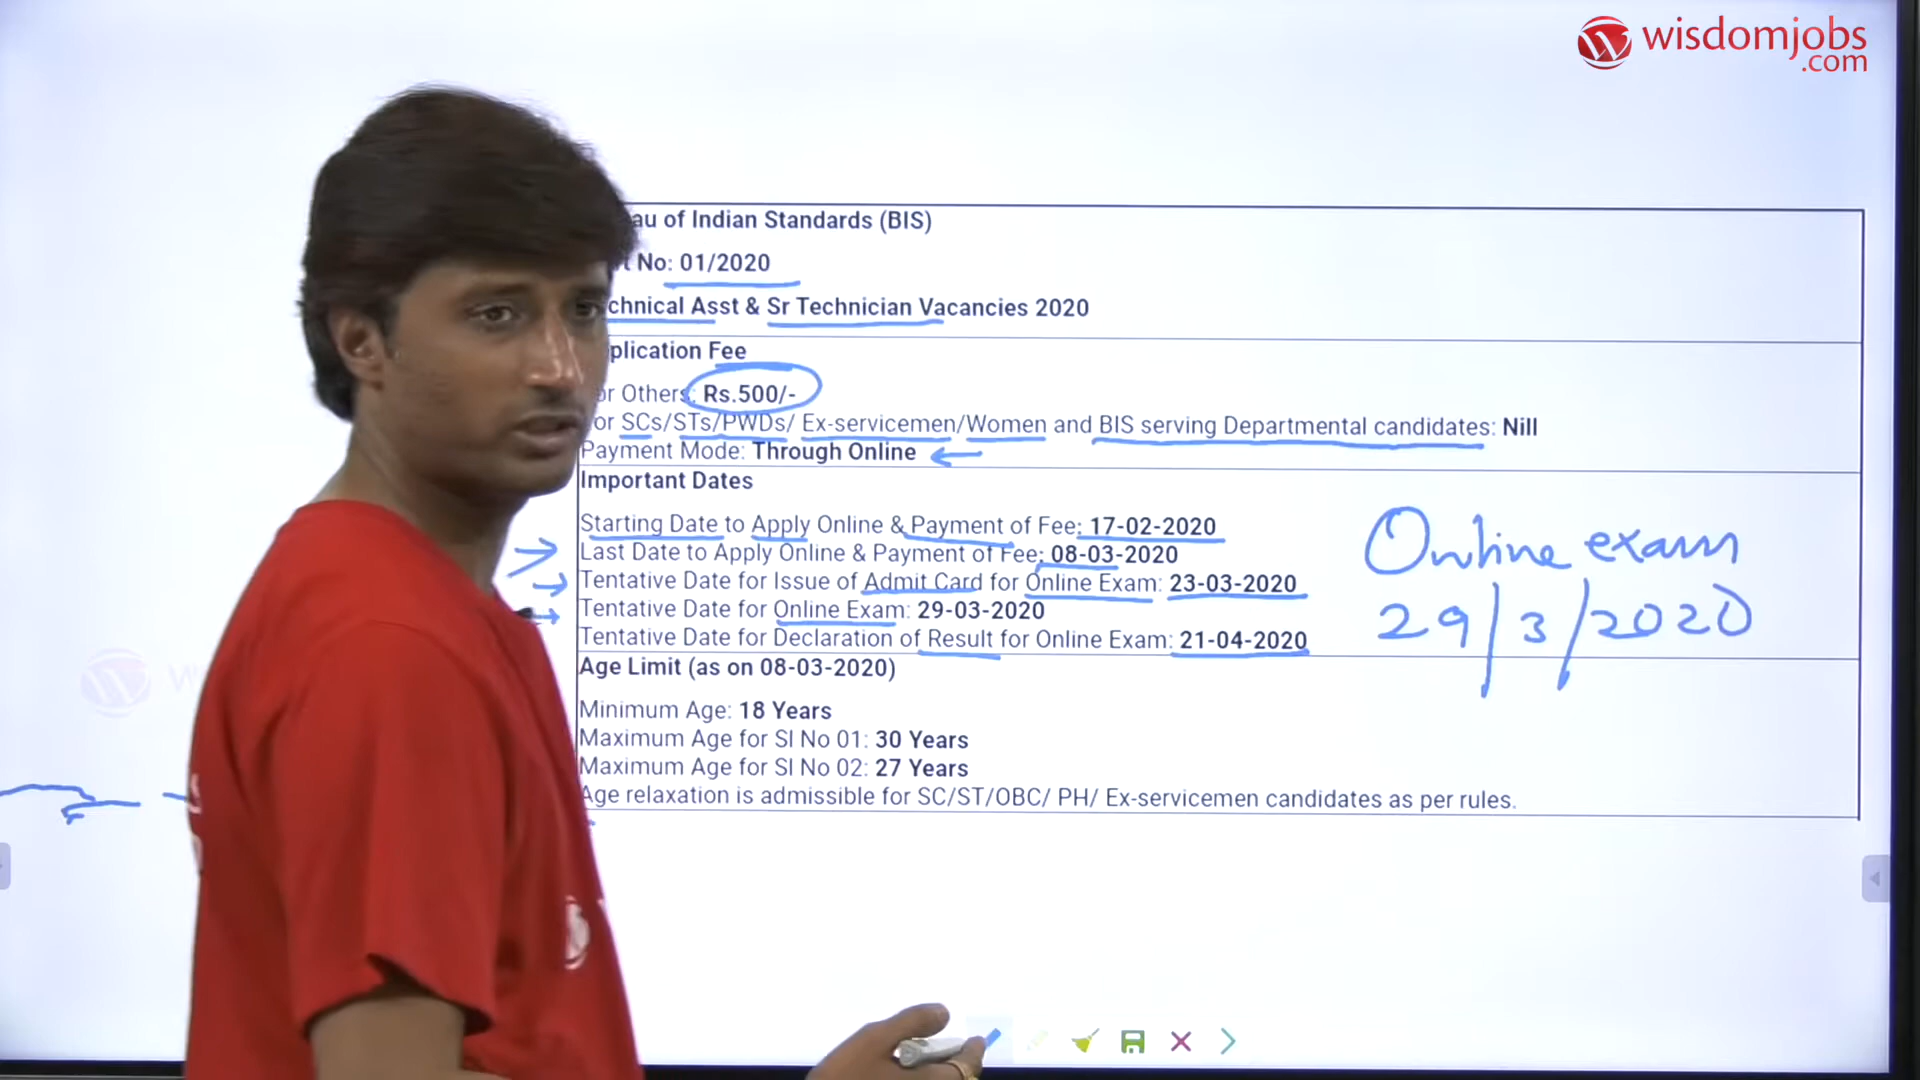 wisdomjobs
.com
au of Indian Standards (BIS)
t No: 01/2020
chnical Asst & Sr Technician Vacancies 2020
plication Fee
or Others: Rs.500/-
or SCs/STs/PWDs/ Ex-servicemen/Women and BIS serving Departmental candidates: Nill
Payment Mode: Through Online
Important Dates
Starting Date to Apply Online & Payment of Fee: 17-02-2020
Last Date to Apply Online & Payment of Fee: 08-03-2020
Tentative Date for Issue of Admit Card for Online Exam: 23-03-2020
Tentative Date for Online Exam: 29-03-2020
Tentative Date for Declaration of Result for Online Exam: 21-04-2020
Online exam
29/3/2020
Age Limit (as on 08-03-2020)
Minimum Age: 18 Years
Maximum Age for Sl No 01: 30 Years
Maximum Age for Sl No 02: 27 Years
Age relaxation is admissible for SC/ST/OBC/ PH/ Ex-servicemen candidates as per rules.